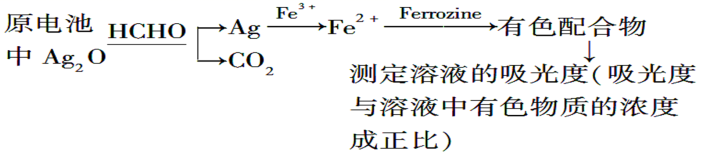 原电池 HCHO →Ag Fe³⁺→ Fe²⁺ Ferrozine→ 有色配合物
中 Ag₂O →CO₂ ↓
测定溶液的吸光度(吸光度
与溶液中有色物质的浓度
成正比)